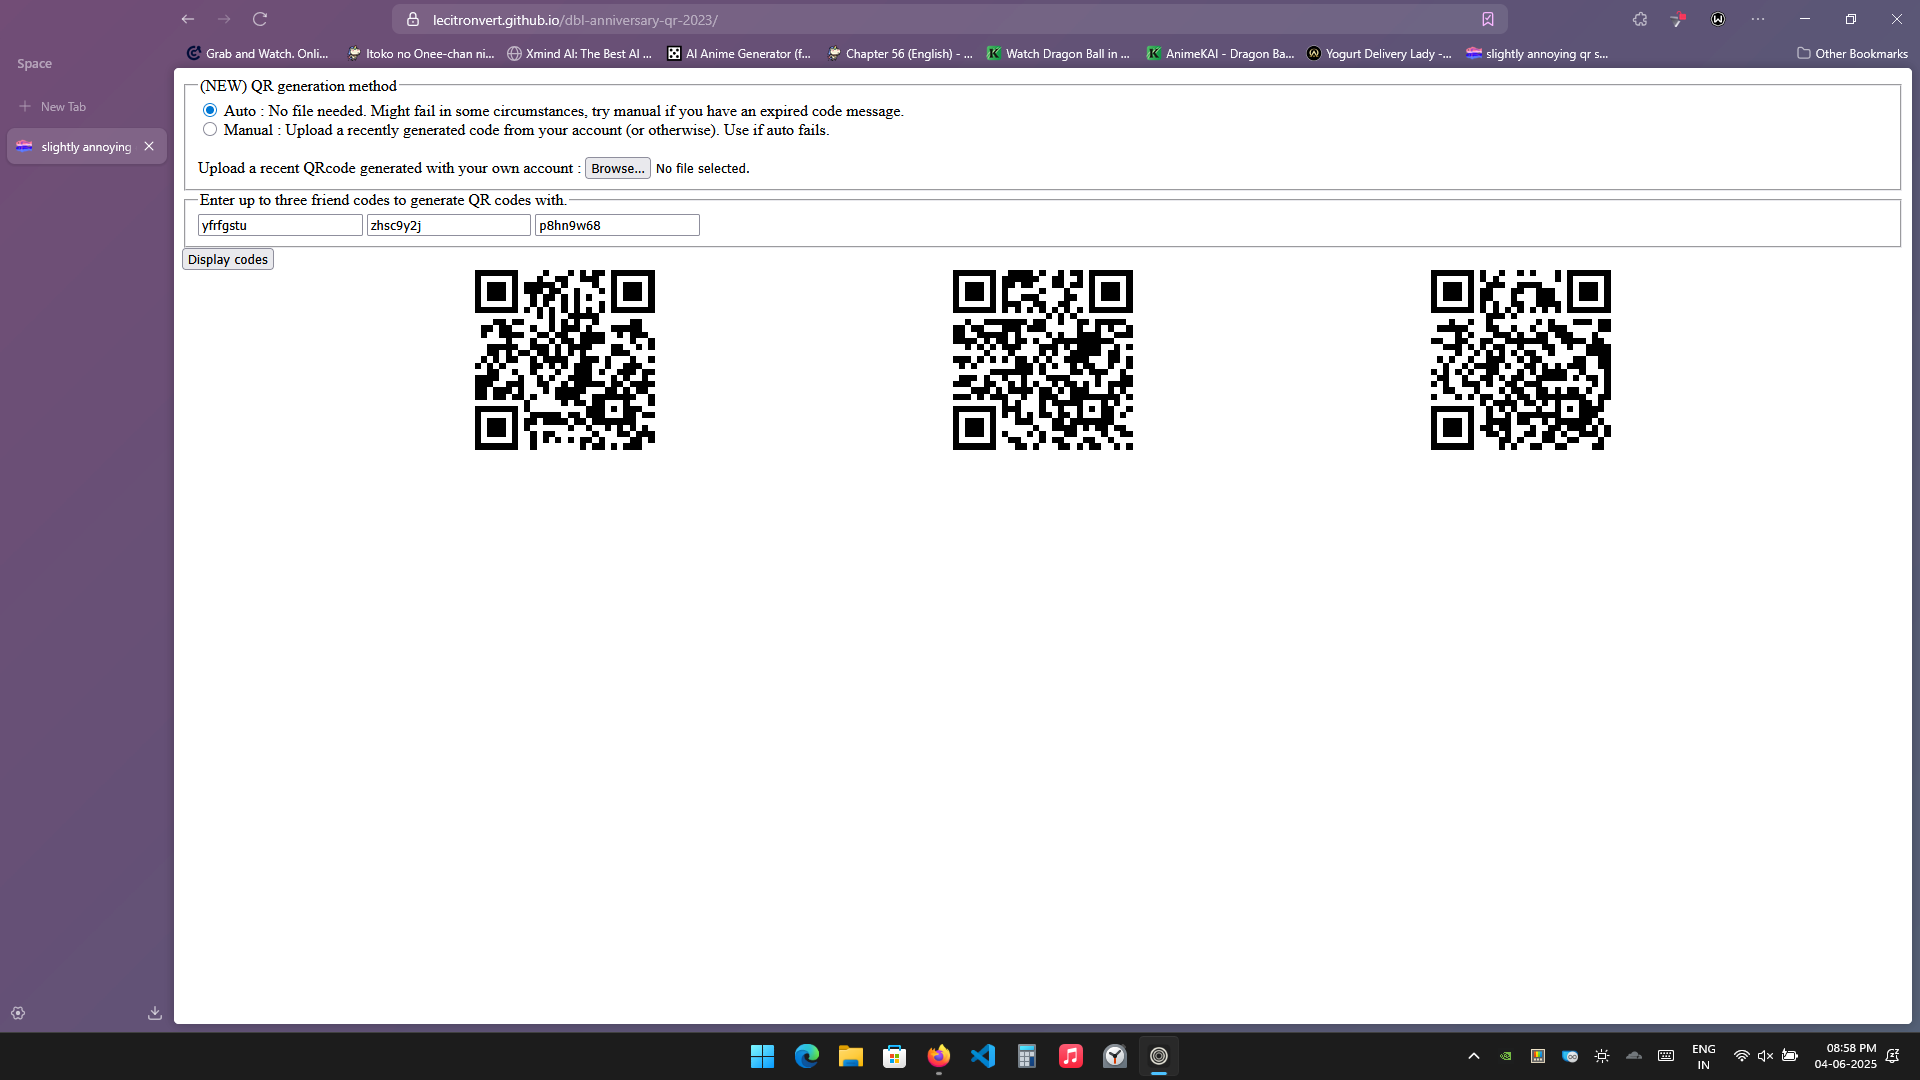 lecitronvert.github.io/dbl-anniversary-qr-2023/
Grab and Watch. Onli...
Itoko no Onee-chan ni...
Xmind AI: The Best AI ...
AI Anime Generator (f...
Chapter 56 (English) - ...
Watch Dragon Ball in ...
AnimeKAI - Dragon Ba...
Yogurt Delivery Lady -...
slightly annoying qr s...
Other Bookmarks
Space
New Tab
slightly annoying
(NEW) QR generation method
Auto : No file needed. Might fail in some circumstances, try manual if you have an expired code message.
Manual : Upload a recently generated code from your account (or otherwise). Use if auto fails.
Upload a recent QRcode generated with your own account : Browse... No file selected.
Enter up to three friend codes to generate QR codes with.
yfrfgstu zhsc9y2j p8hn9w68
Display codes
ENG
IN
08:58 PM
04-06-2025